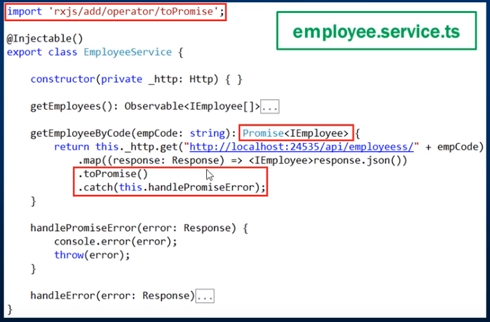 import 'rxjs/add/operator/toPromise';
employee.service.ts
@Injectable()
export class EmployeeService {
constructor(private _http: Http) { }
getEmployees(): Observable<IEmployee[]>...
getEmployeeByCode(empCode: string): Promise<IEmployee> {
return this._http.get("http://localhost:24535/api/employeess/" + empCode)
.map((response: Response) => <IEmployee>response.json())
.toPromise()
.catch(this.handlePromiseError);
}
handlePromiseError(error: Response) {
console.error(error);
throw(error);
}
handleError(error: Response)...
}